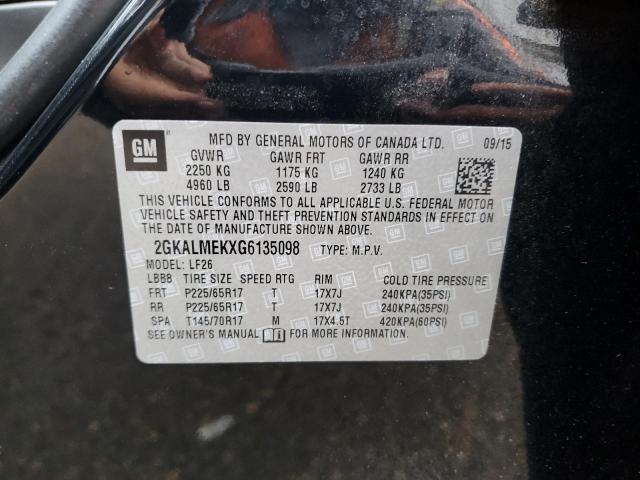 GM
MFD BY GENERAL MOTORS OF CANADA LTD. 09/15
GVWR GAWR FRT GAWR RR
2250 KG 1175 KG 1240 KG
4960 LB 2590 LB 2733 LB
THIS VEHICLE CONFORMS TO ALL APPLICABLE U.S. FEDERAL MOTOR
VEHICLE SAFETY AND THEFT PREVENTION STANDARDS IN EFFECT ON
THE DATE OF MANUFACTURE SHOWN ABOVE.
2GKALMEKXG6135098 TYPE: M.P.V.
MODEL: LF26
LBBB TIRE SIZE SPEED RTG RIM COLD TIRE PRESSURE
FRT P225/65R17 T 17X7J 240KPA(35PSI)
RR P225/65R17 T 17X7J 240KPA(35PSI)
SPA T145/70R17 M 17X4.5T 420KPA(60PSI)
SEE OWNER'S MANUAL FOR MORE INFORMATION.